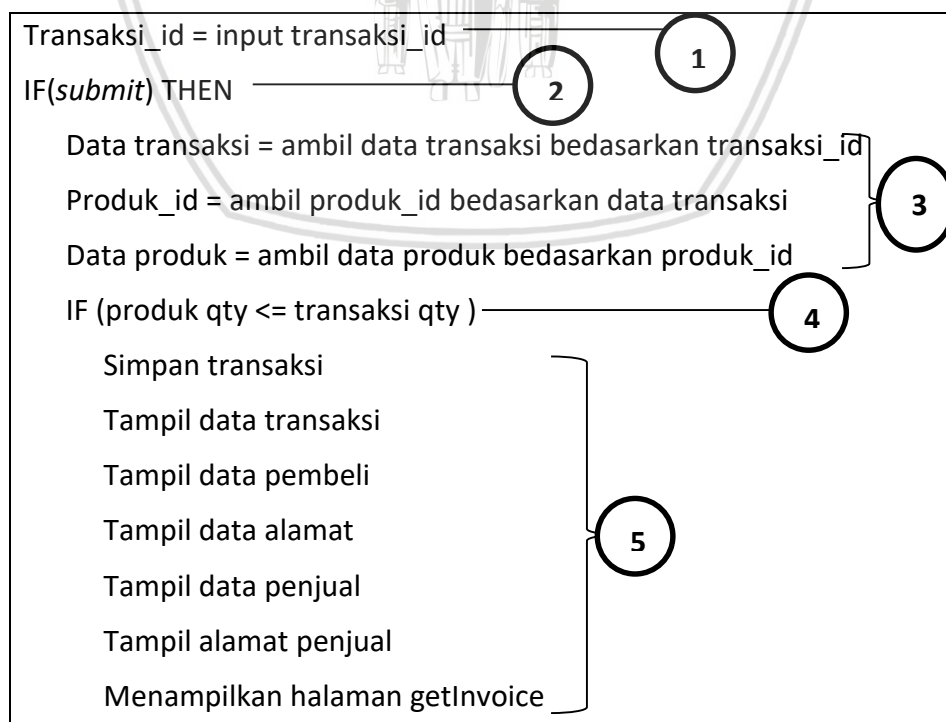 Transaksi_id = input transaksi_id 1
IF(submit) THEN 2
Data transaksi = ambil data transaksi bedasarkan transaksi_id
Produk_id = ambil produk_id bedasarkan data transaksi 3
Data produk = ambil data produk bedasarkan produk_id
IF (produk qty <= transaksi qty ) 4
Simpan transaksi
Tampil data transaksi
Tampil data pembeli
Tampil data alamat 5
Tampil data penjual
Tampil alamat penjual
Menampilkan halaman getInvoice